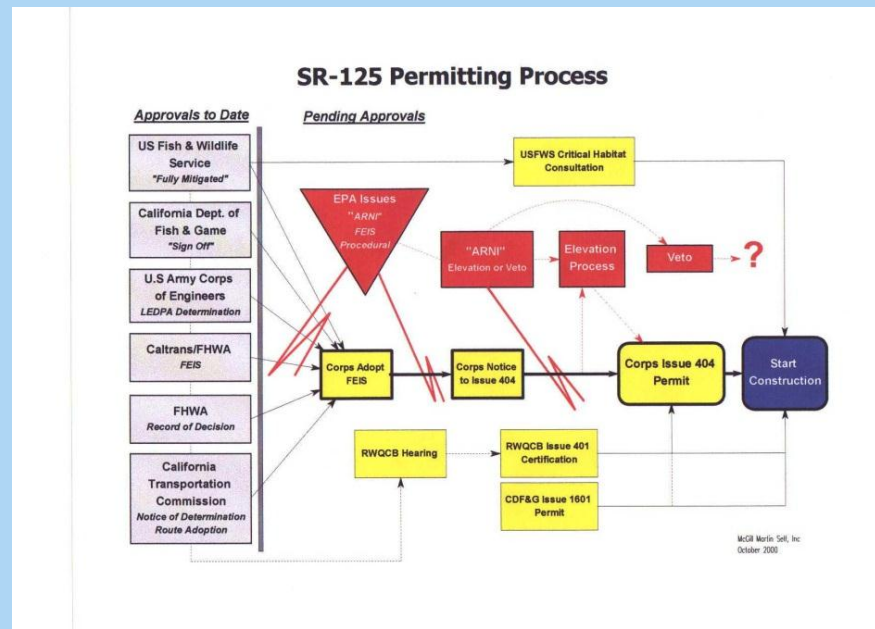 SR-125 Permitting Process
Approvals to Date
Pending Approvals
US Fish & Wildlife
Service
"Fully Mitigated"
California Dept. of
Fish & Game
"Sign Off"
U.S Army Corps
of Engineers
LEDPA Determination
Caltrans/FHWA
FEIS
FHWA
Record of Decision
California
Transportation
Commission
Notice of Determination
Route Adoption
USFWS Critical Habitat
Consultation
EPA Issues
"ARNI"
FEIS
Procedural
"ARNI"
Elevation or Veto
Elevation
Process
Veto
?
Corps Adopt
FEIS
Corps Notice
to Issue 404
Corps Issue 404
Permit
Start
Construction
RWQCB Hearing
RWQCB Issue 401
Certification
CDF&G Issue 1601
Permit
McGill Martin Self, Inc
October 2000